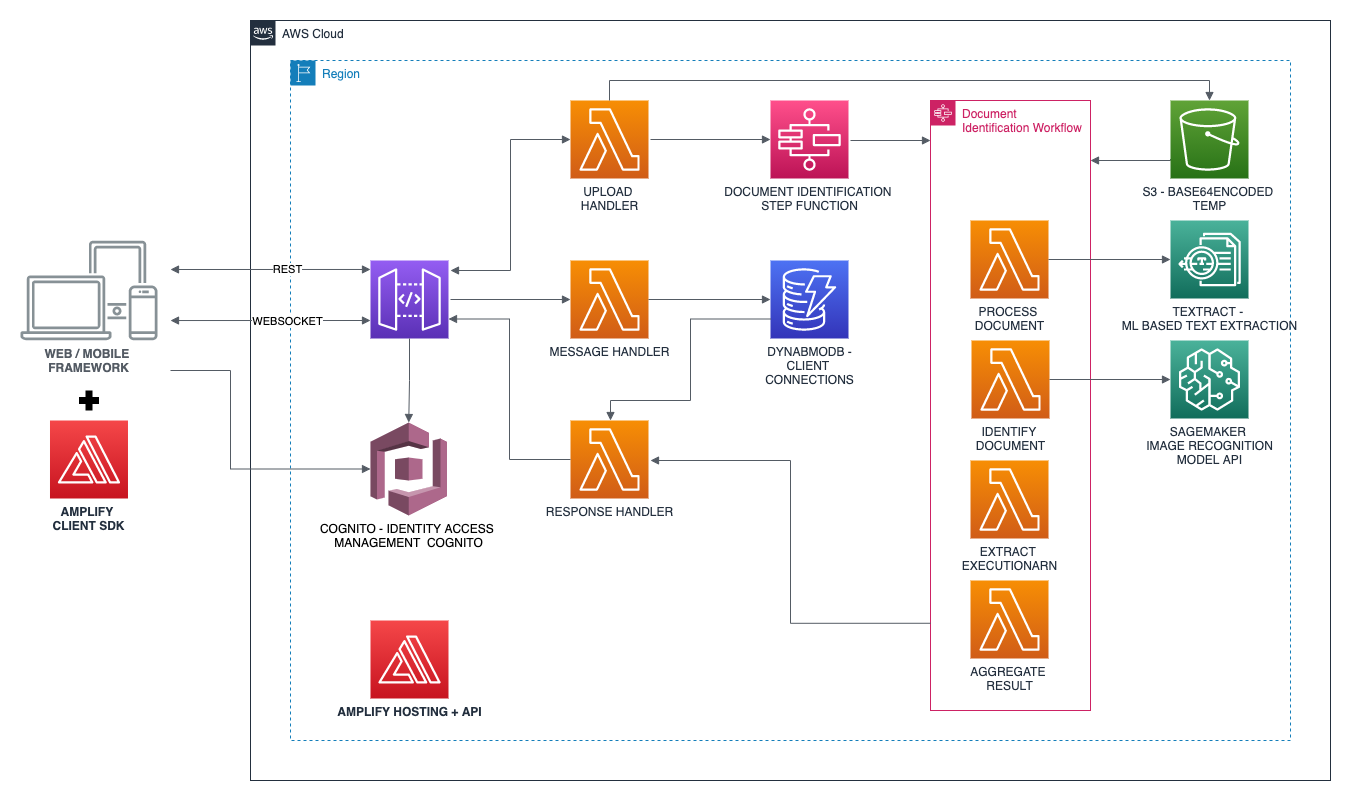 aws
AWS Cloud
Region
Document
Identification Workflow
UPLOAD
HANDLER
DOCUMENT IDENTIFICATION
STEP FUNCTION
S3 - BASE64ENCODED
TEMP
REST
WEBSOCKET
</>
WEB / MOBILE
FRAMEWORK
MESSAGE HANDLER
DYNABMODB -
CLIENT
CONNECTIONS
PROCESS
DOCUMENT
T
TEXTRACT -
ML BASED TEXT EXTRACTION
AMPLIFY
CLIENT SDK
COGNITO - IDENTITY ACCESS
MANAGEMENT COGNITO
RESPONSE HANDLER
IDENTIFY
DOCUMENT
SAGEMAKER
IMAGE RECOGNITION
MODEL API
EXTRACT
EXECUTIONARN
AGGREGATE
RESULT
AMPLIFY HOSTING + API